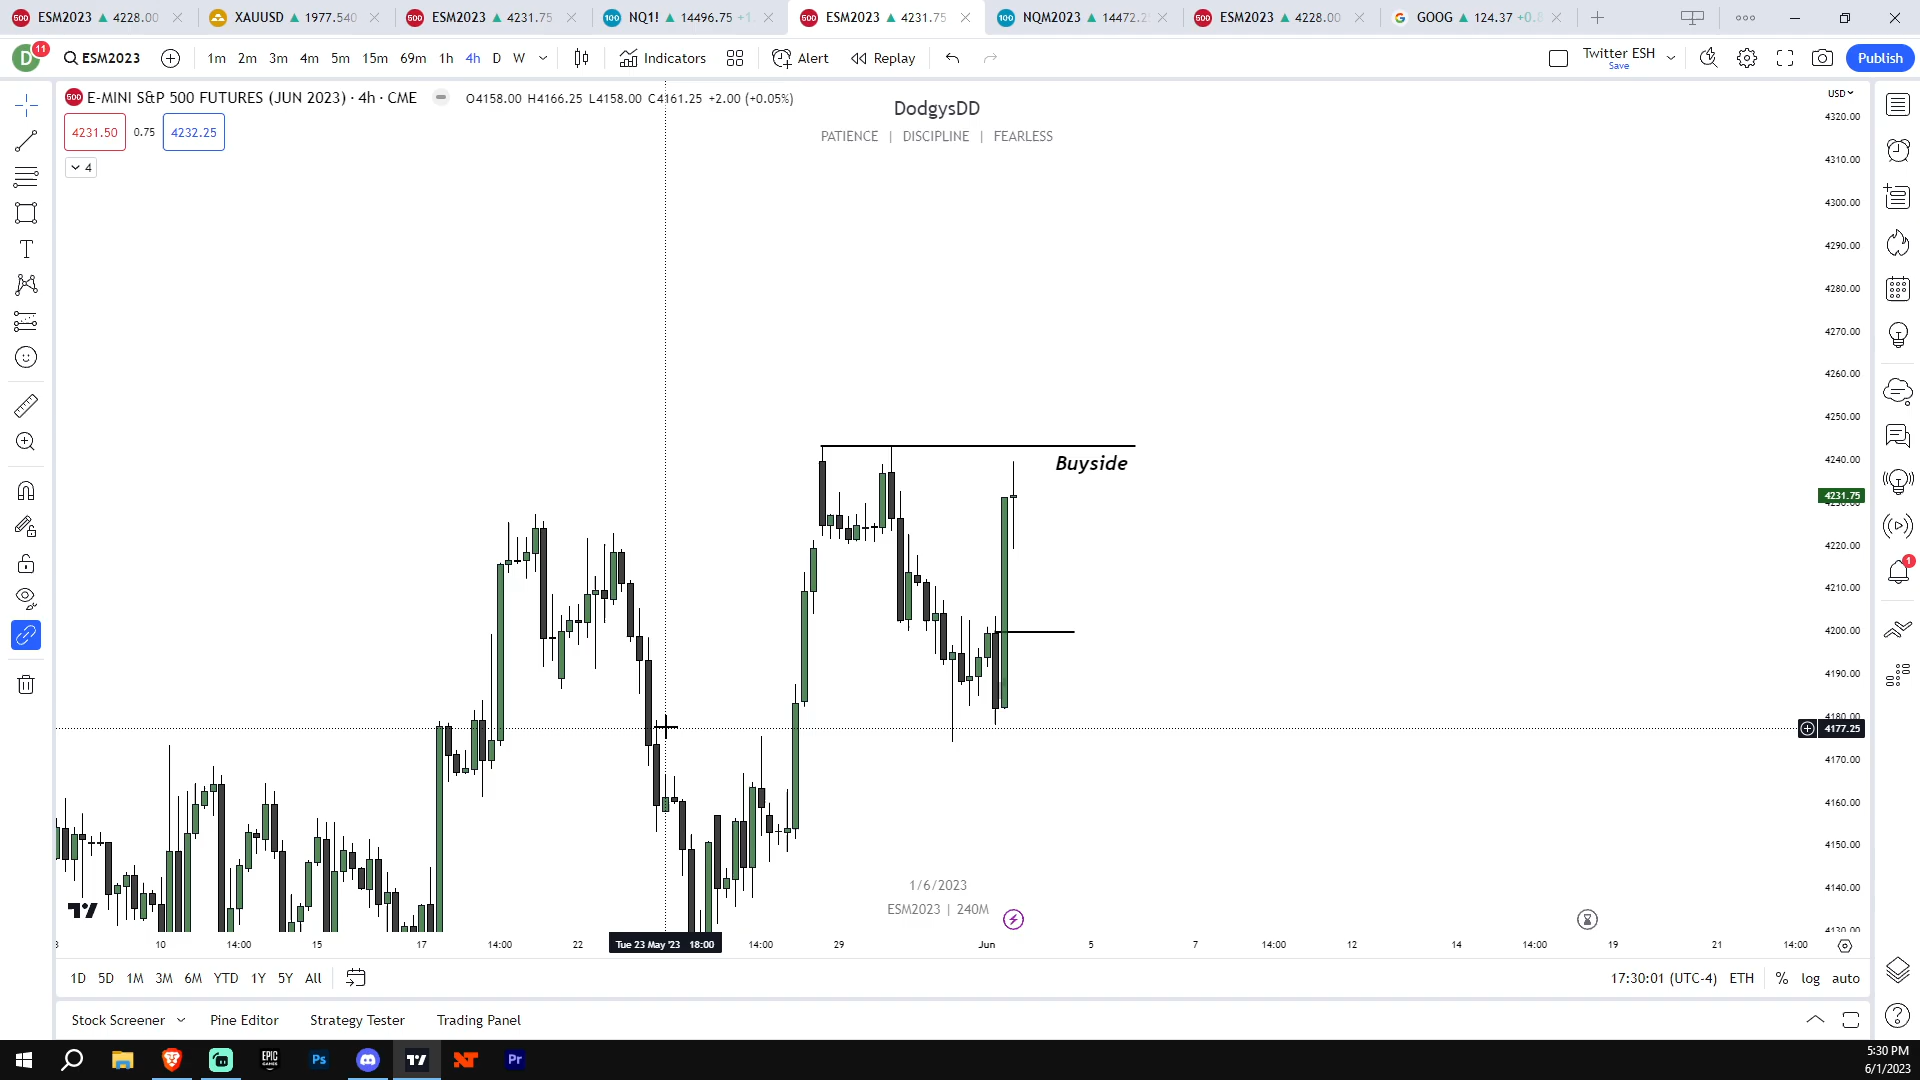 ESM2023 4228.00
XAUUSD 1977.540
ESM2023 4231.75
NQ1! 14496.75
ESM2023 4231.75
NQM2023
ESM2023 4228.00
GOOG 124.37
D 11
ESM2023
1m 2m 3m 4m 5m 15m 69m 1h 4h D W
Indicators
Alert
Replay
Twitter ESH
Save
Publish
E-MINI S&P 500 FUTURES (JUN 2023) · 4h · CME
O4158.00 H4166.25 L4158.00 C4161.25 +2.00 (+0.05%)
USD
4231.50 0.75 4232.25
4
DodgysDD
PATIENCE | DISCIPLINE | FEARLESS
4320.00
4310.00
4300.00
4290.00
4280.00
4270.00
4260.00
4250.00
4240.00
Buyside
4231.75
4220.00
4210.00
4200.00
4190.00
4180.00
4177.25
4170.00
4160.00
4150.00
4140.00
4130.00
1/6/2023
ESM2023 | 240M
10 14:00 15 17 14:00 22 Tue 23 May '23 18:00 14:00 29 Jun 5 7 14:00 12 14 14:00 19 21 14:00
1D 5D 1M 3M 6M YTD 1Y 5Y All
17:30:01 (UTC-4) ETH % log auto
Stock Screener Pine Editor Strategy Tester Trading Panel
EPIC GAMES
Ps
Pr
5:30 PM
6/1/2023